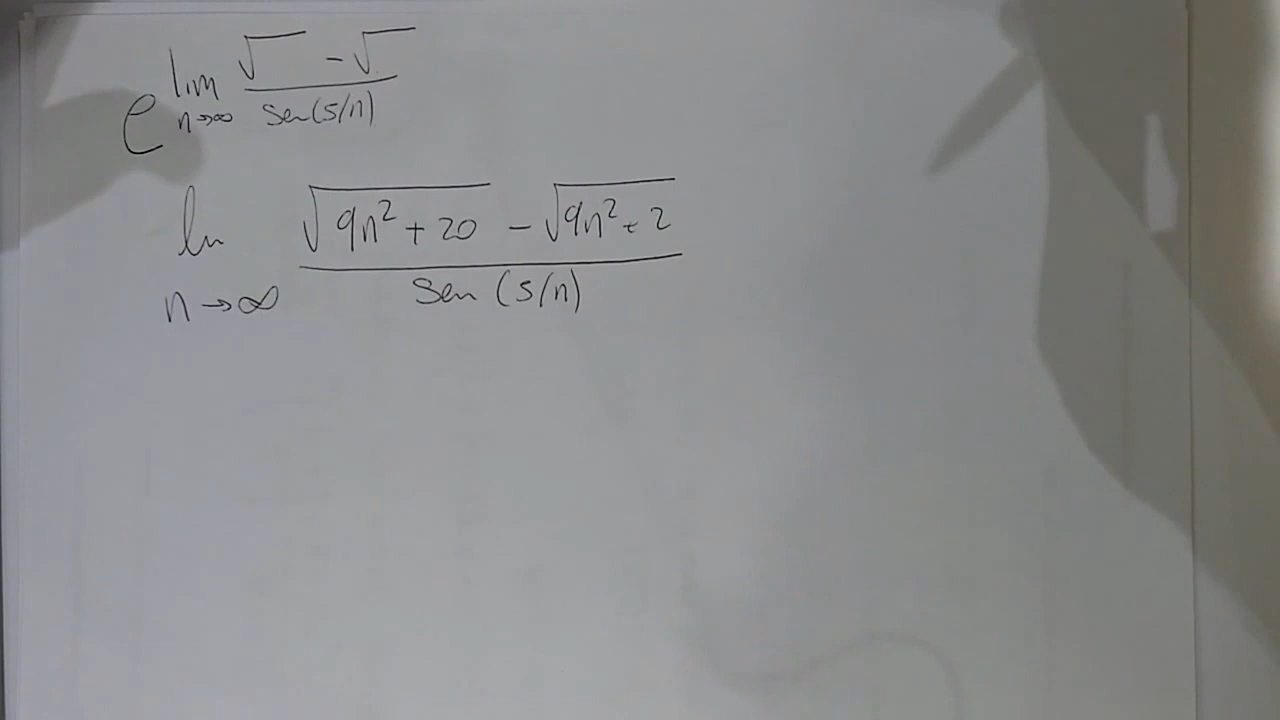 e^{lim_{n→∞} (√ - √)/sen(5/n)}
lim_{n→∞} (√(9n²+20) - √(9n²+2))/sen(5/n)